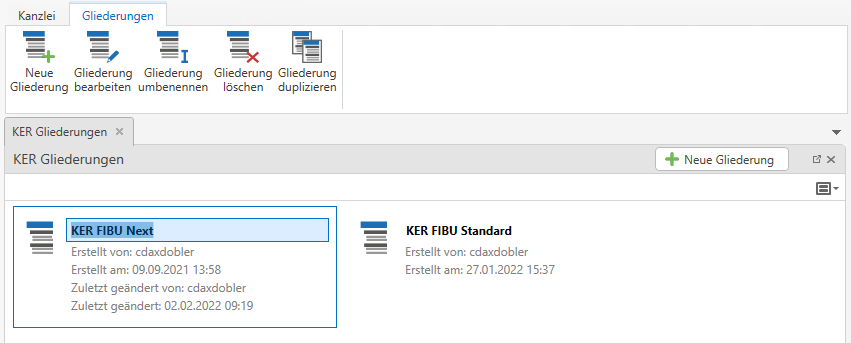 Kanzlei Gliederungen
Neue Gliederung Gliederung Gliederung Gliederung
Gliederung bearbeiten umbenennen löschen duplizieren
KER Gliederungen
KER Gliederungen Neue Gliederung
KER FIBU Next KER FIBU Standard
Erstellt von: cdaxdobler Erstellt von: cdaxdobler
Erstellt am: 09.09.2021 13:58 Erstellt am: 27.01.2022 15:37
Zuletzt geändert von: cdaxdobler
Zuletzt geändert: 02.02.2022 09:19